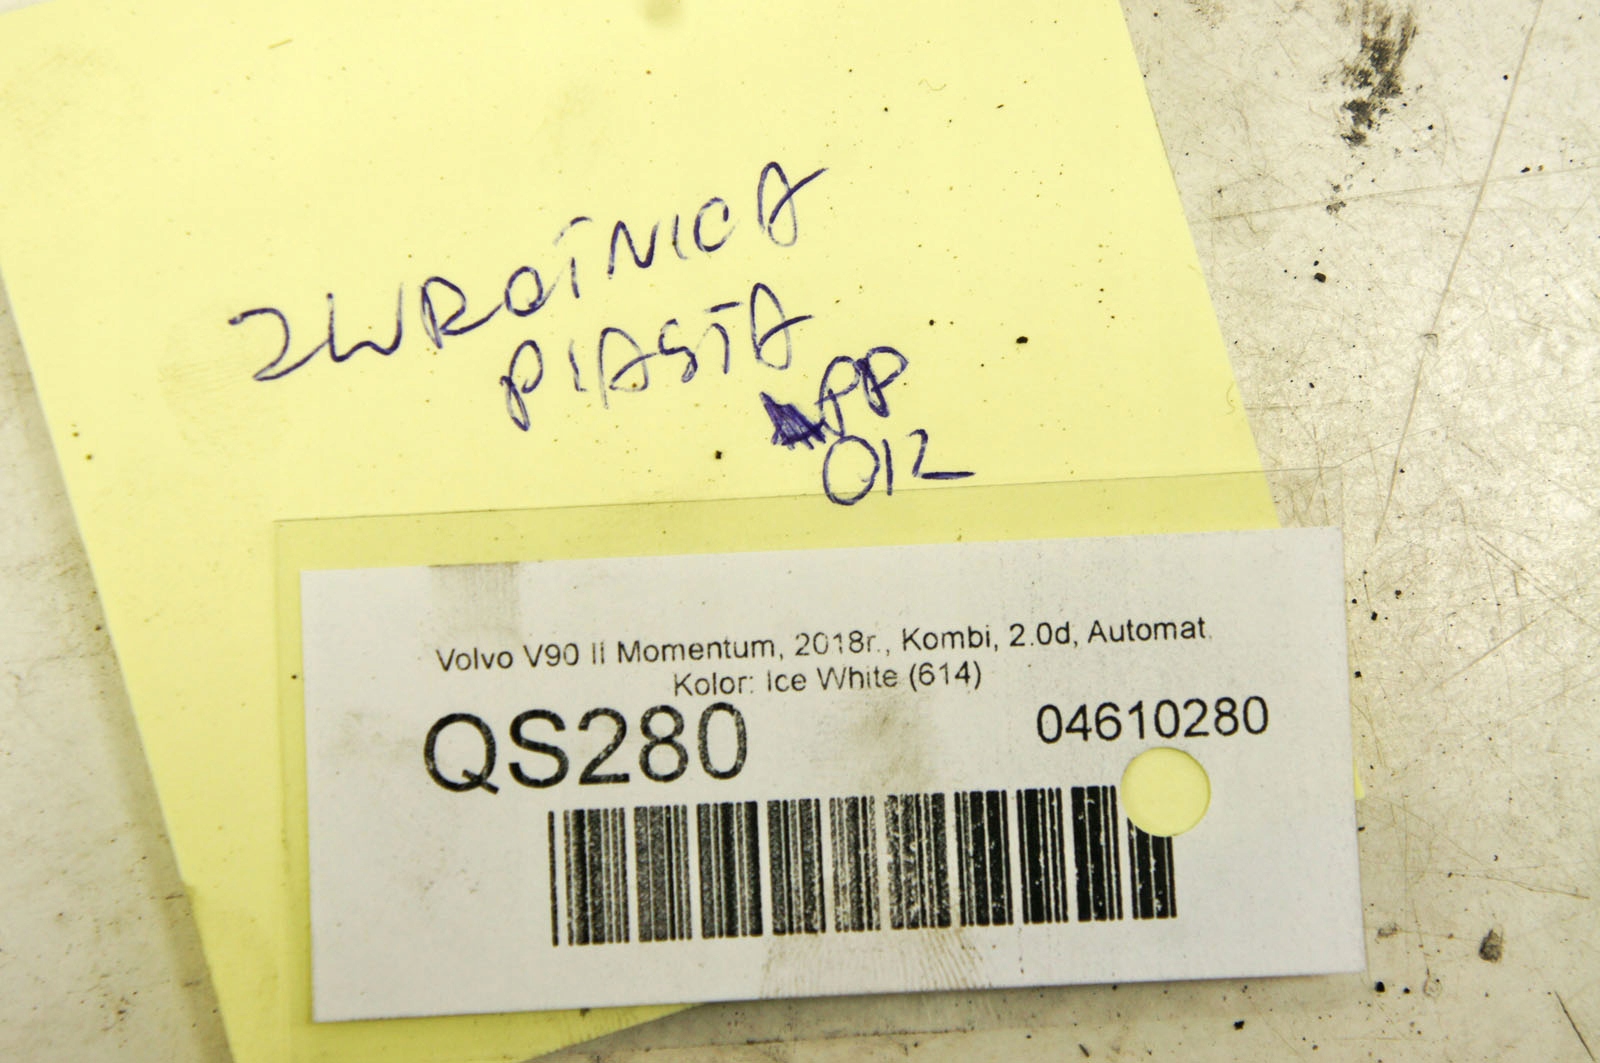 ZWROTNICA
PIASTA
PP
012
Volvo V90 II Momentum, 2018r., Kombi, 2.0d, Automat
Kolor: Ice White (614)
QS280
04610280